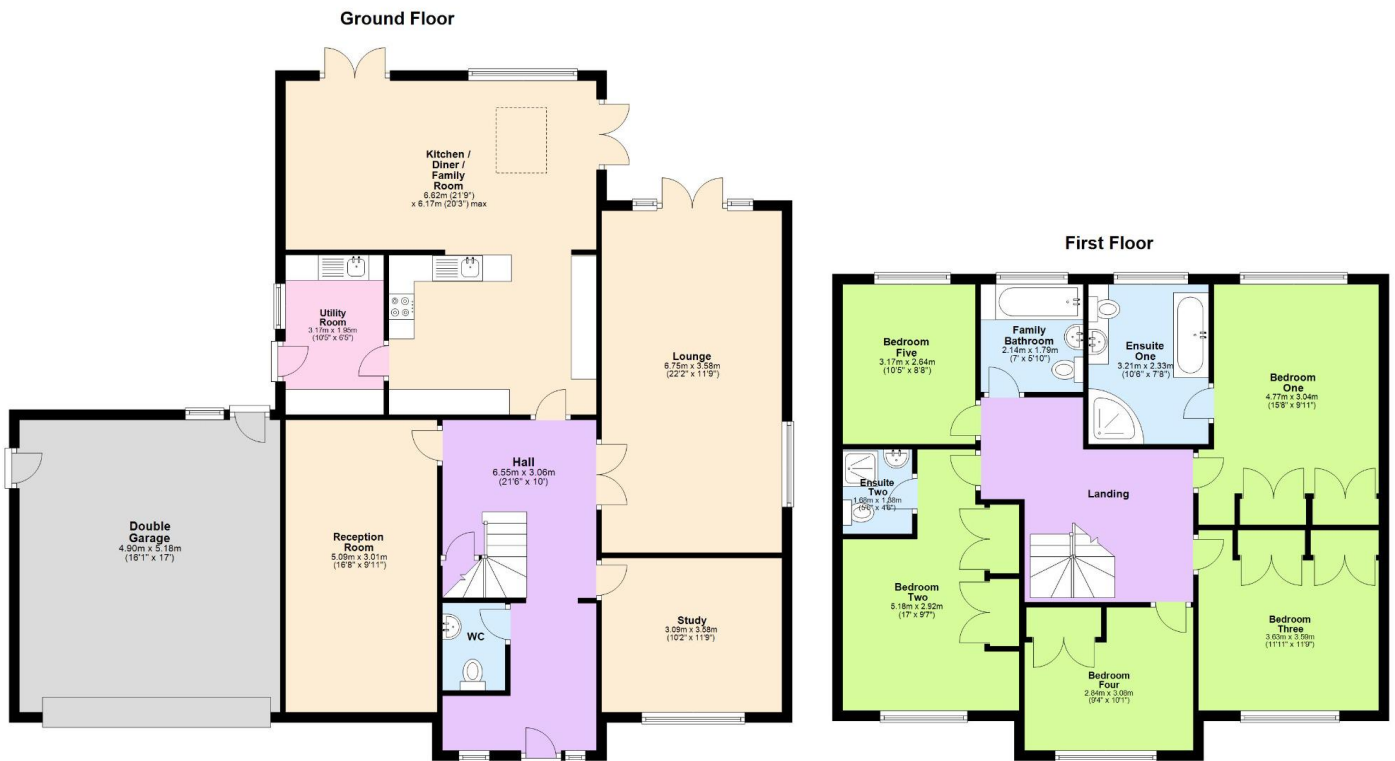 Ground Floor
Kitchen /
Diner /
Family
Room
6.62m (21'9")
x 6.17m (20'3") max
Utility
Room
3.17m x 1.95m
(10'5" x 6'5")
Lounge
6.75m x 3.58m
(22'2" x 11'9")
Hall
6.55m x 3.06m
(21'6" x 10')
Double
Garage
4.90m x 5.18m
(16'1" x 17')
Reception
Room
5.09m x 3.01m
(16'8" x 9'11")
WC
Study
3.09m x 3.58m
(10'2" x 11'9")
First Floor
Bedroom
Five
3.17m x 2.64m
(10'5" x 8'8")
Family
Bathroom
2.14m x 1.79m
(7' x 5'10")
Ensuite
One
3.21m x 2.33m
(10'6" x 7'8")
Bedroom
One
4.77m x 3.04m
(15'8" x 9'11")
Ensuite
Two
1.68m x 1.38m
x 4'6")
Landing
Bedroom
Two
5.18m x 2.92m
(17' x 9'7")
Bedroom
Three
3.63m x 3.59m
(11'11" x 11'9")
Bedroom
Four
2.84m x 3.08m
(9'4" x 10'1")